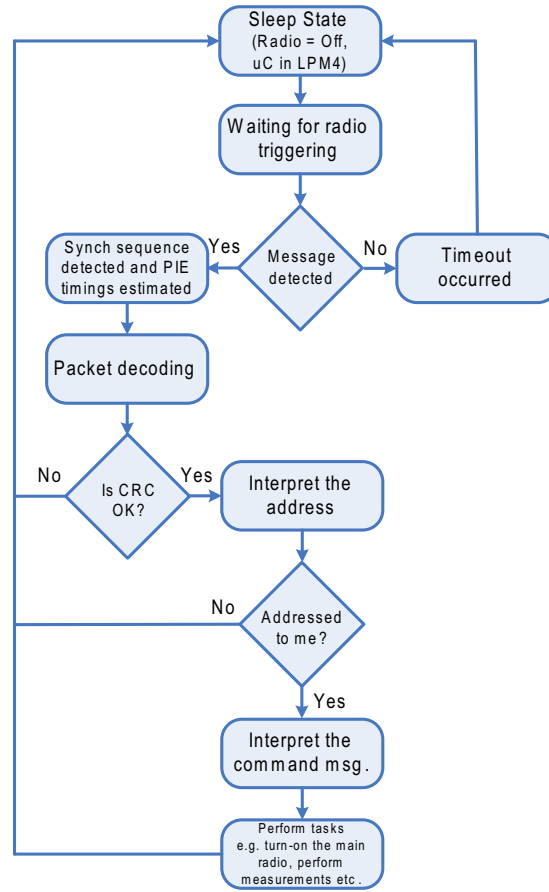 Sleep State
(Radio = Off,
uC in LPM4)
Waiting for radio
triggering
Message
detected
Yes
No
Synch sequence
detected and PIE
timings estimated
Timeout
occurred
Packet decoding
Is CRC
OK?
No
Yes
Interpret the
address
Addressed
to me?
No
Yes
Interpret the
command msg.
Perform tasks
e.g. turn-on the main
radio, perform
measurements etc.